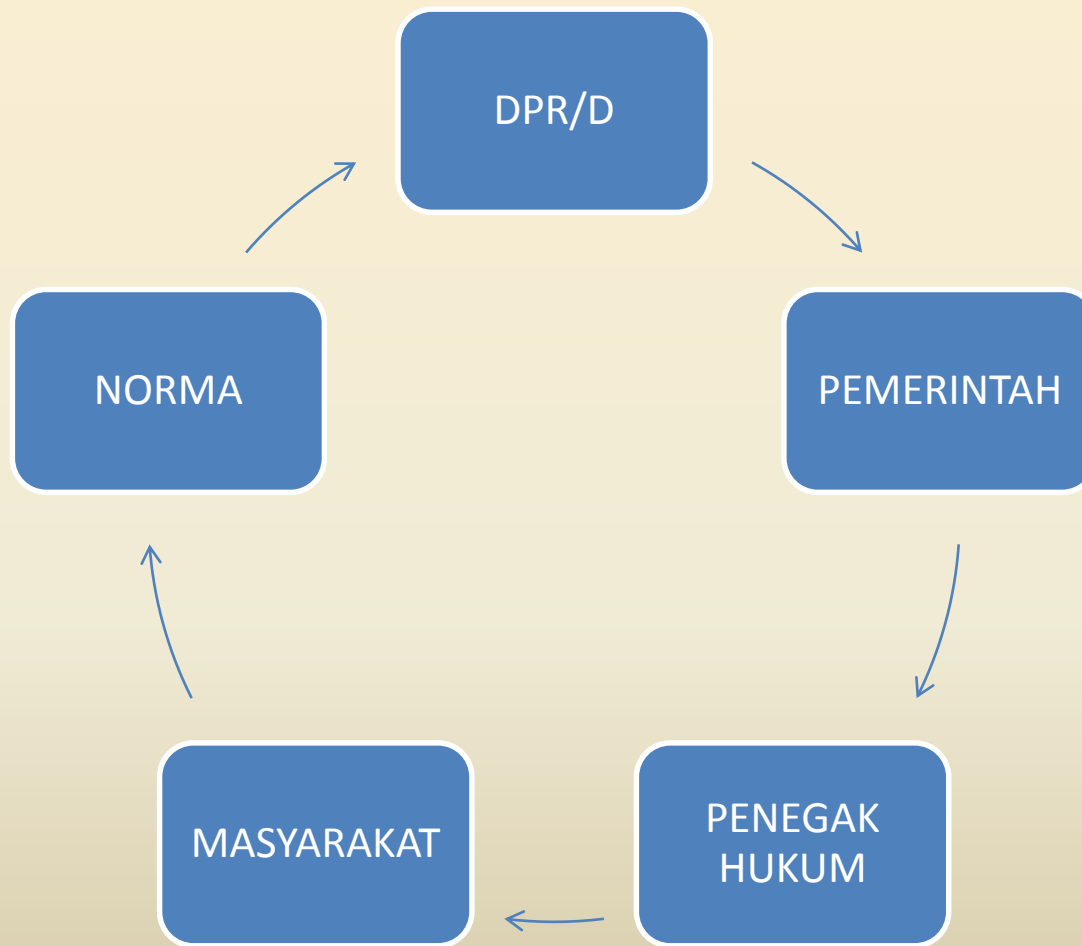 DPR/D
PEMERINTAH
PENEGAK
HUKUM
MASYARAKAT
NORMA